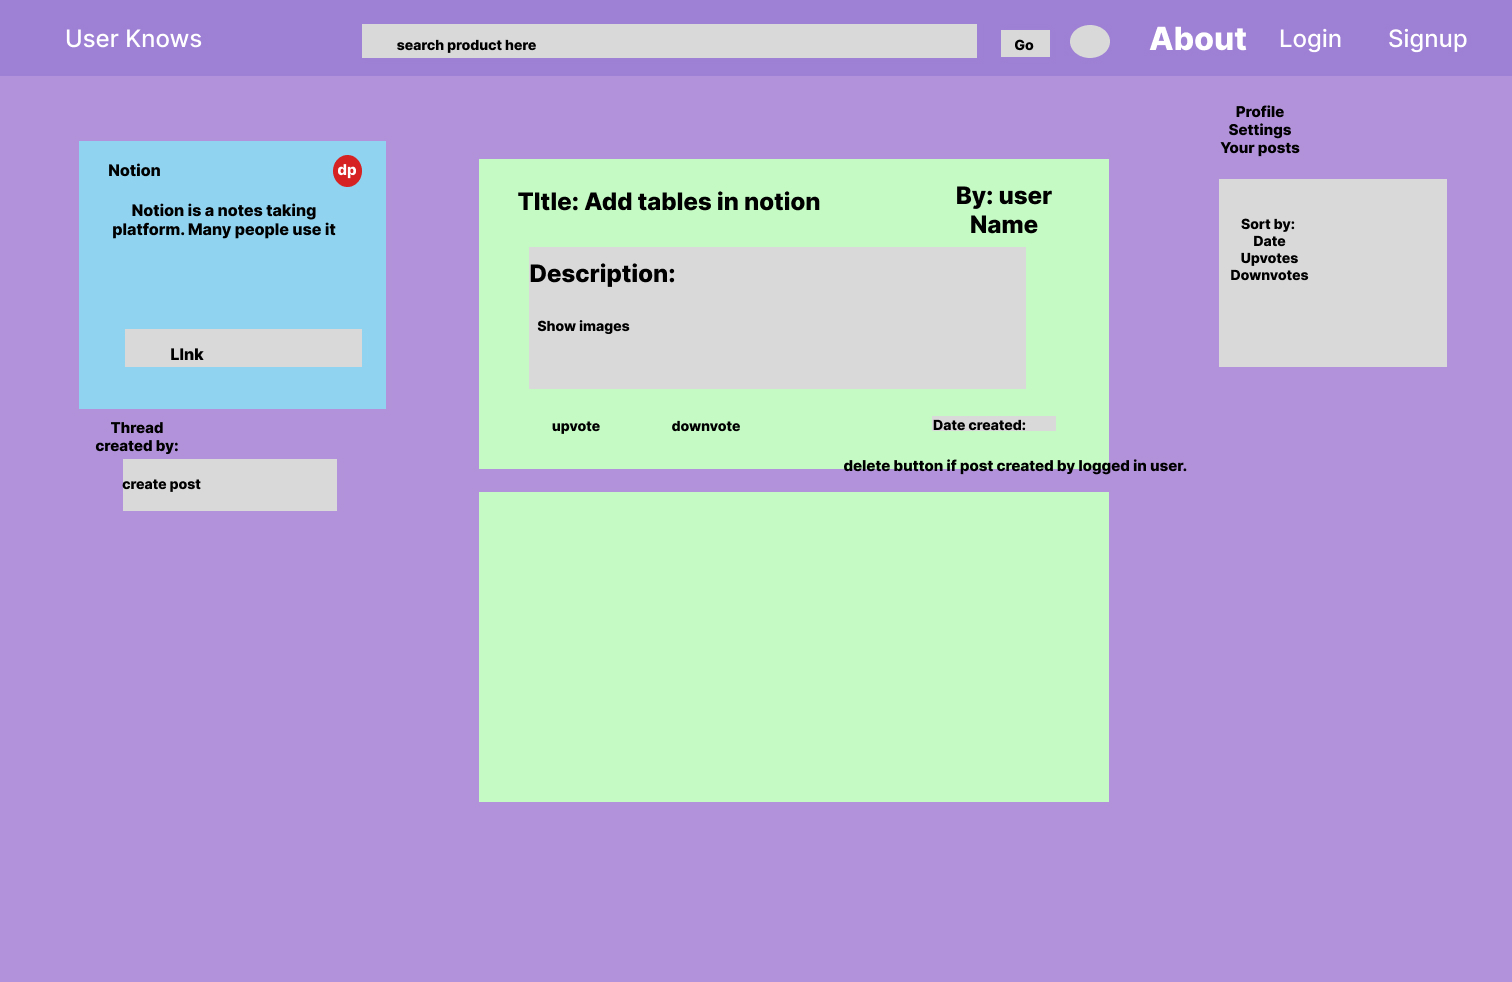 User Knows
search product here
Go
About
Login
Signup
Profile
Settings
Your posts
Notion
dp
Notion is a notes taking
platform. Many people use it
LInk
Thread
created by:
create post
TItle: Add tables in notion
By: user
Name
Description:
Show images
upvote
downvote
Date created:
delete button if post created by logged in user.
Sort by:
Date
Upvotes
Downvotes